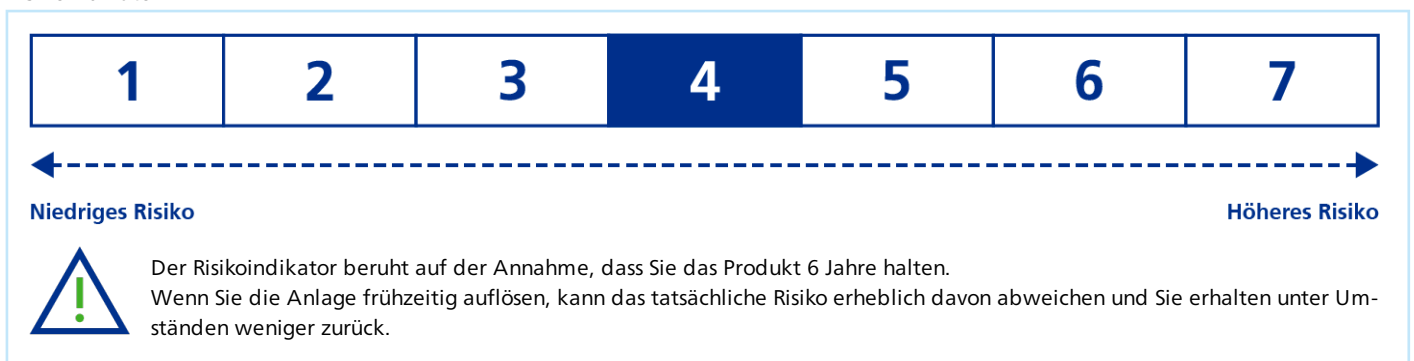 1 2 3 4 5 6 7
Niedriges Risiko Höheres Risiko
Der Risikoindikator beruht auf der Annahme, dass Sie das Produkt 6 Jahre halten.
Wenn Sie die Anlage frühzeitig auflösen, kann das tatsächliche Risiko erheblich davon abweichen und Sie erhalten unter Um-
ständen weniger zurück.